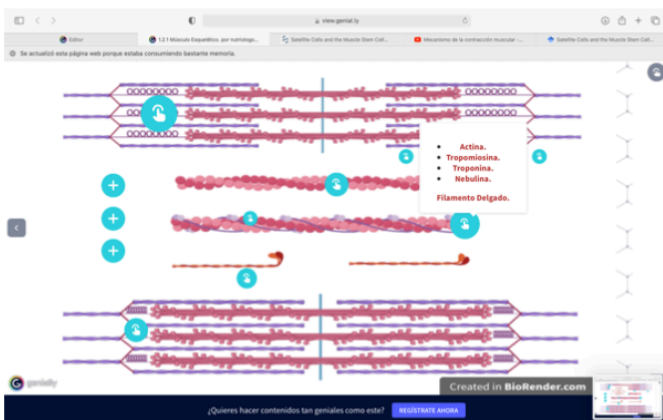 view.genial.ly
Editor
1.2.1 Músculo Esquelético. por nutriologo...
Satellite Cells and the Muscle Stem Cell...
Mecanismo de la contracción muscular -...
Satellite Cells and the Muscle Stem Cell...
Se actualizó esta página web porque estaba consumiendo bastante memoria.
Actina.
Tropomiosina.
Troponina.
Nebulina.
Filamento Delgado.
genially
Created in BioRender.com
¿Quieres hacer contenidos tan geniales como este?
REGÍSTRATE AHORA